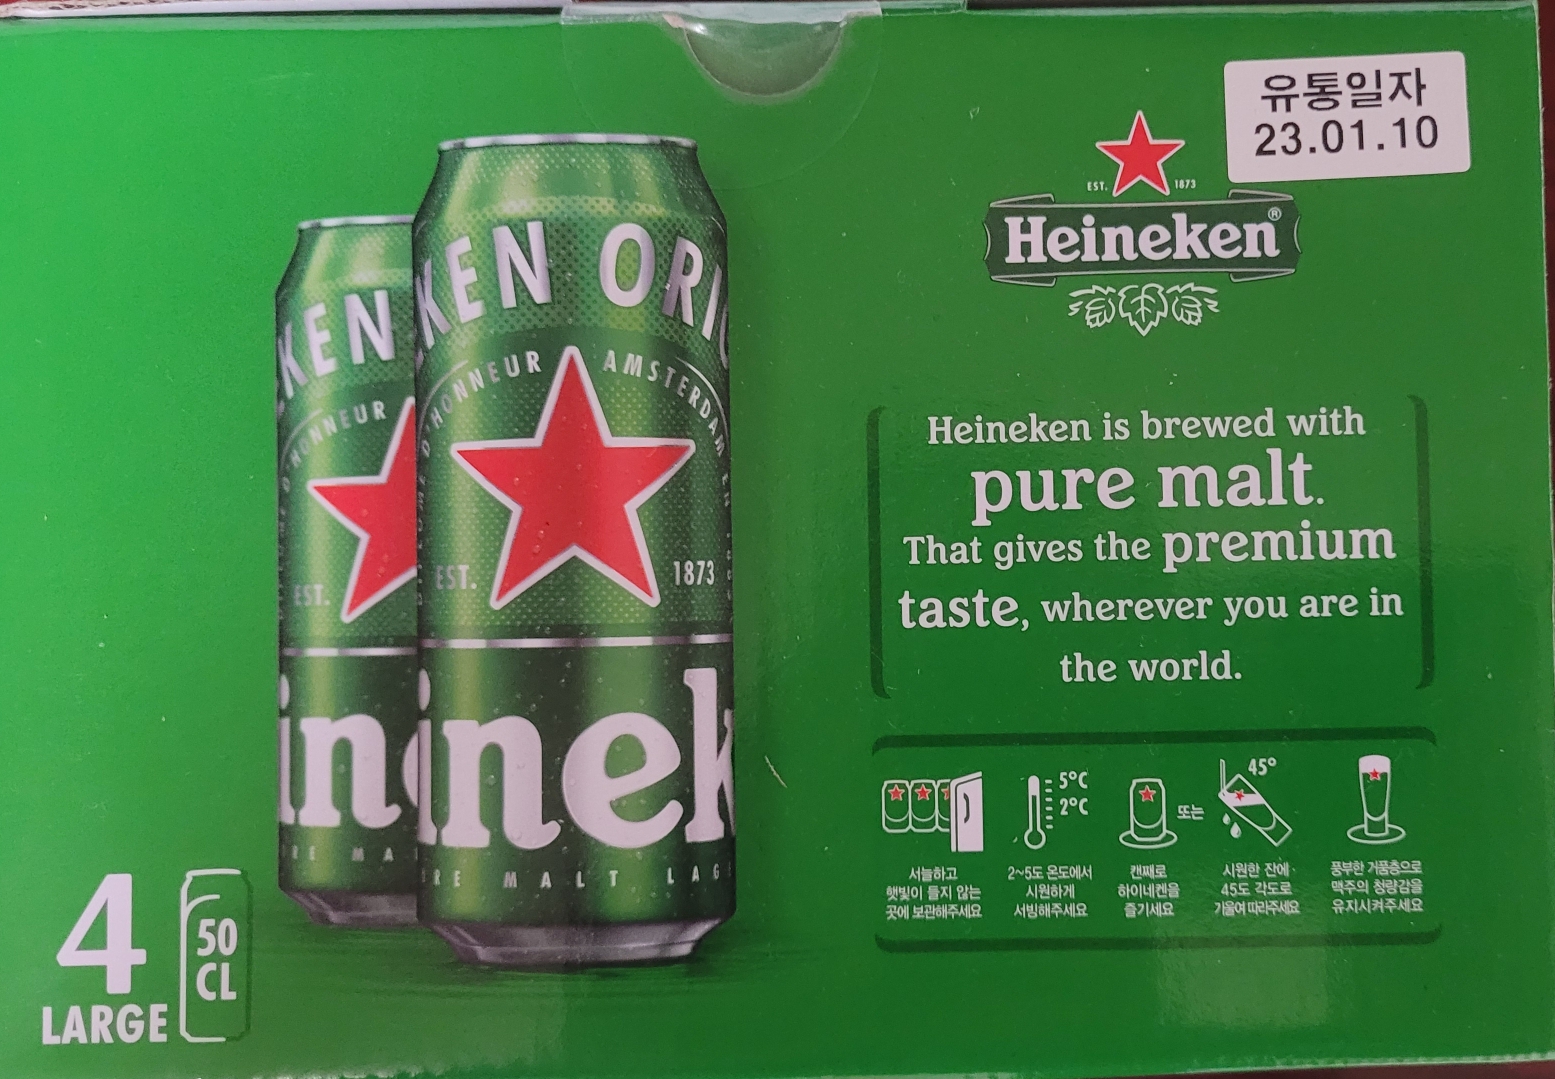 유통일자
23.01.10
EST. 1873
Heineken®
KEN ORIG
D'HONNEUR AMSTERDAM
EST. 1873
inek
RE MALT LAG
KEN
D'HONNEUR
EST.
ine
RE MA
Heineken is brewed with
pure malt.
That gives the premium
taste, wherever you are in
the world.
5°C
2°C
또는
45°
서늘하고
햇빛이 들지 않는
곳에 보관해주세요
2~5도 온도에서
시원하게
서빙해주세요
캔째로
하이네켄을
즐기세요
시원한 잔에
45도 각도로
기울여 따라주세요
풍부한 거품층으로
맥주의 청량감을
유지시켜주세요
4
LARGE
50
CL